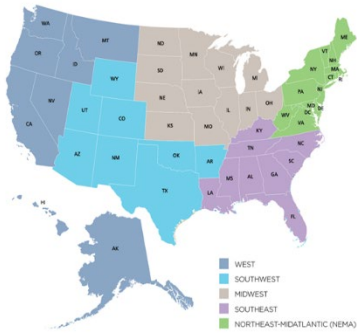 WA
MT
ND
MN
ME
VT
NH
OR
ID
SD
WI
MI
NY
MA
CT
RI
WY
NE
IA
PA
NJ
NV
UT
CO
IL
IN
OH
MD
DE
DC
WV
VA
CA
KS
MO
KY
AZ
NM
OK
AR
TN
NC
SC
TX
LA
MS
AL
GA
FL
HI
AK
WEST
SOUTHWEST
MIDWEST
SOUTHEAST
NORTHEAST-MIDATLANTIC (NEMA)